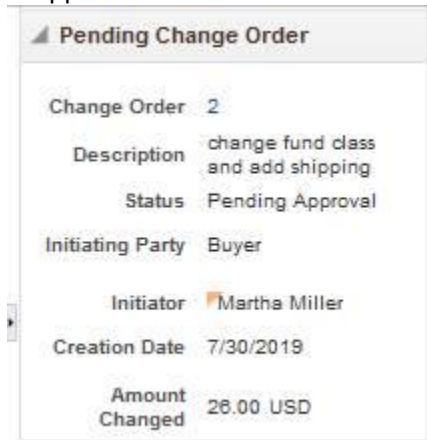 Pending Change Order
Change Order 2
Description change fund class
and add shipping
Status Pending Approval
Initiating Party Buyer
Initiator Martha Miller
Creation Date 7/30/2019
Amount
Changed 26.00 USD